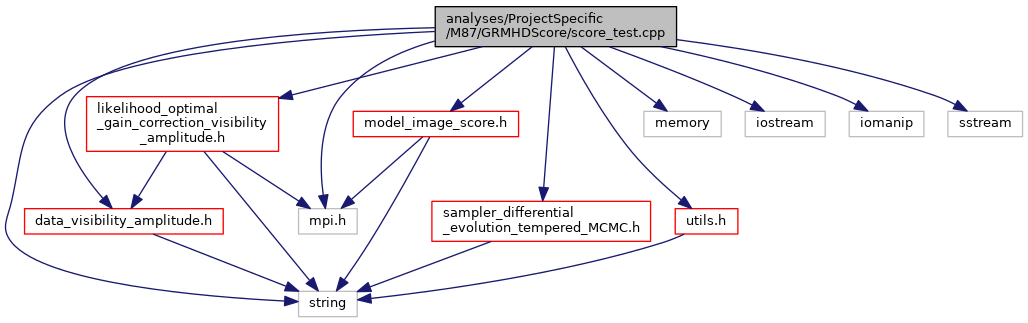 analyses/ProjectSpecific
/M87/GRMHDScore/score_test.cpp
likelihood_optimal
_gain_correction_visibility
_amplitude.h
model_image_score.h
memory
iostream
iomanip
sstream
data_visibility_amplitude.h
mpi.h
sampler_differential
_evolution_tempered_MCMC.h
utils.h
string